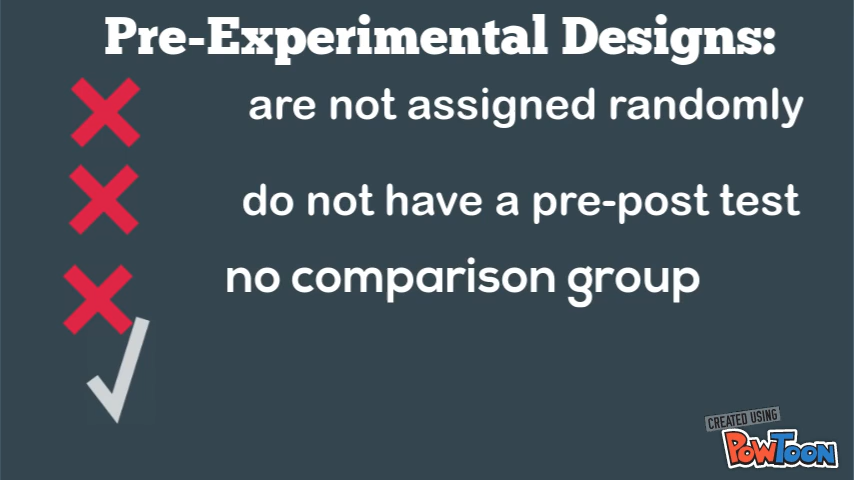 Pre-Experimental Designs:
are not assigned randomly
do not have a pre-post test
no comparison group
CREATED USING
POWTOON